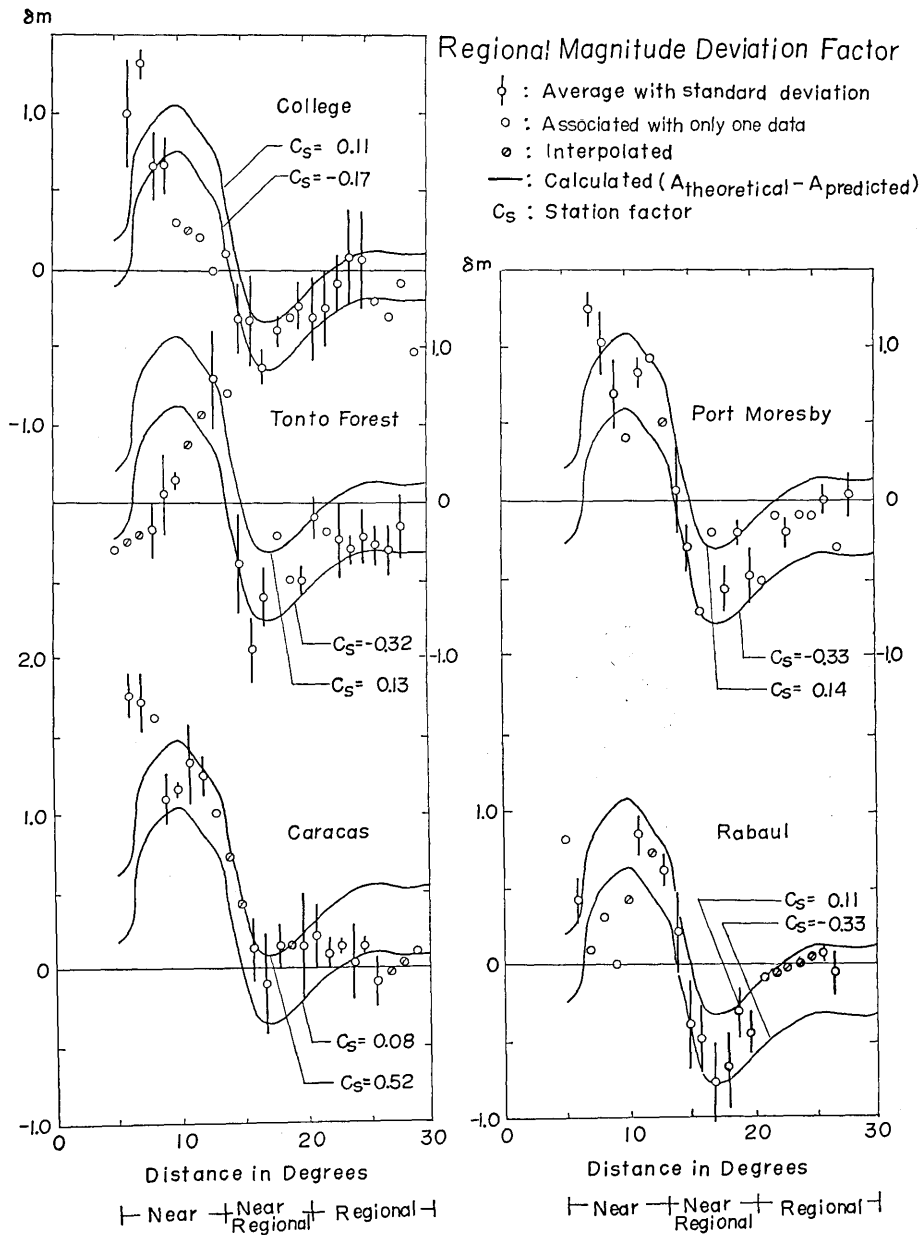 δm
Regional Magnitude Deviation Factor
: Average with standard deviation
: Associated with only one data
: Interpolated
: Calculated (Atheoretical – Apredicted)
Cs : Station factor
1.0
0
-1.0
College
Cs = 0.11
Cs = -0.17
1.0
0
-1.0
Tonto Forest
Cs = -0.32
Cs = 0.13
2.0
1.0
0
-1.0
Caracas
Cs = 0.08
Cs = 0.52
0
10
20
30
Distance in Degrees
Near
Near Regional
Regional
δm
1.0
0
-1.0
Port Moresby
Cs = -0.33
Cs = 0.14
1.0
0
-1.0
Rabaul
Cs = 0.11
Cs = -0.33
0
10
20
30
Distance in Degrees
Near
Near Regional
Regional